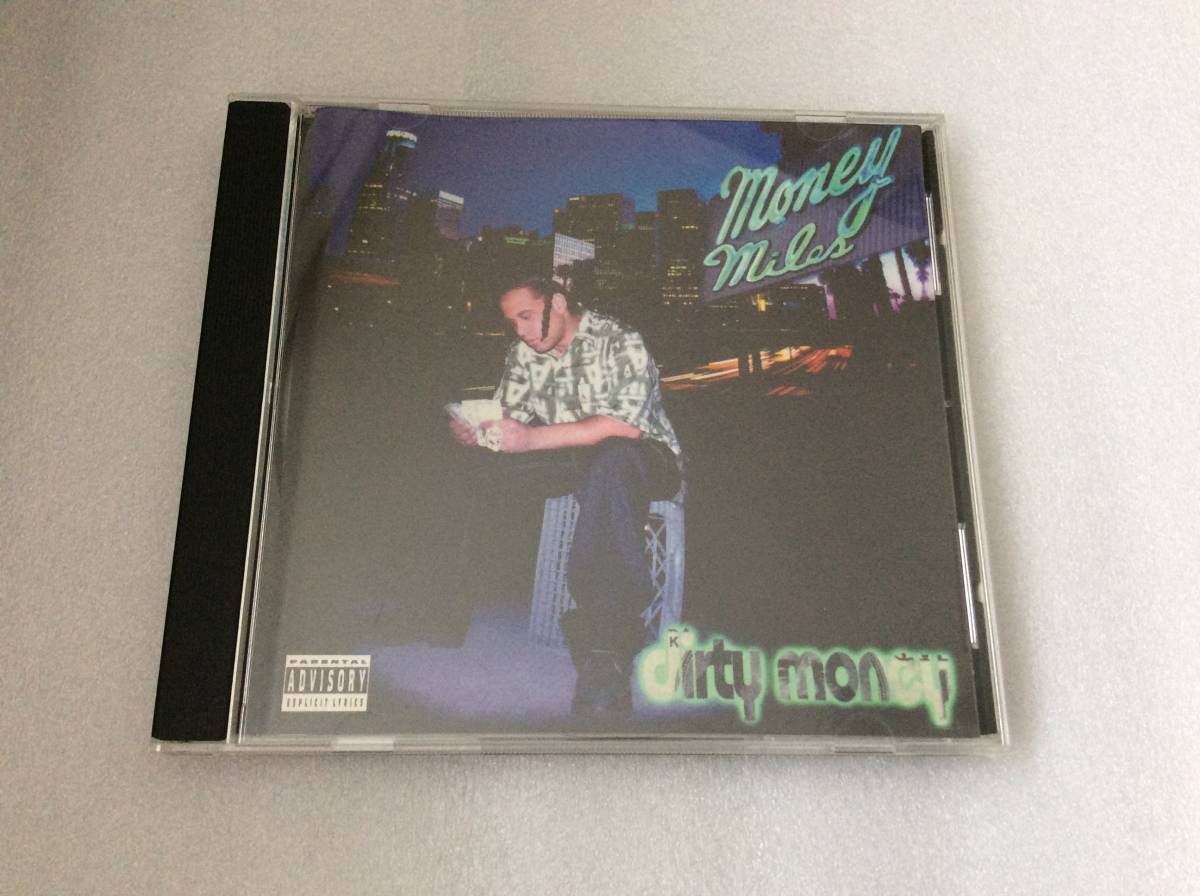 Money
Miles
dirty money
PARENTAL
ADVISORY
EXPLICIT LYRICS